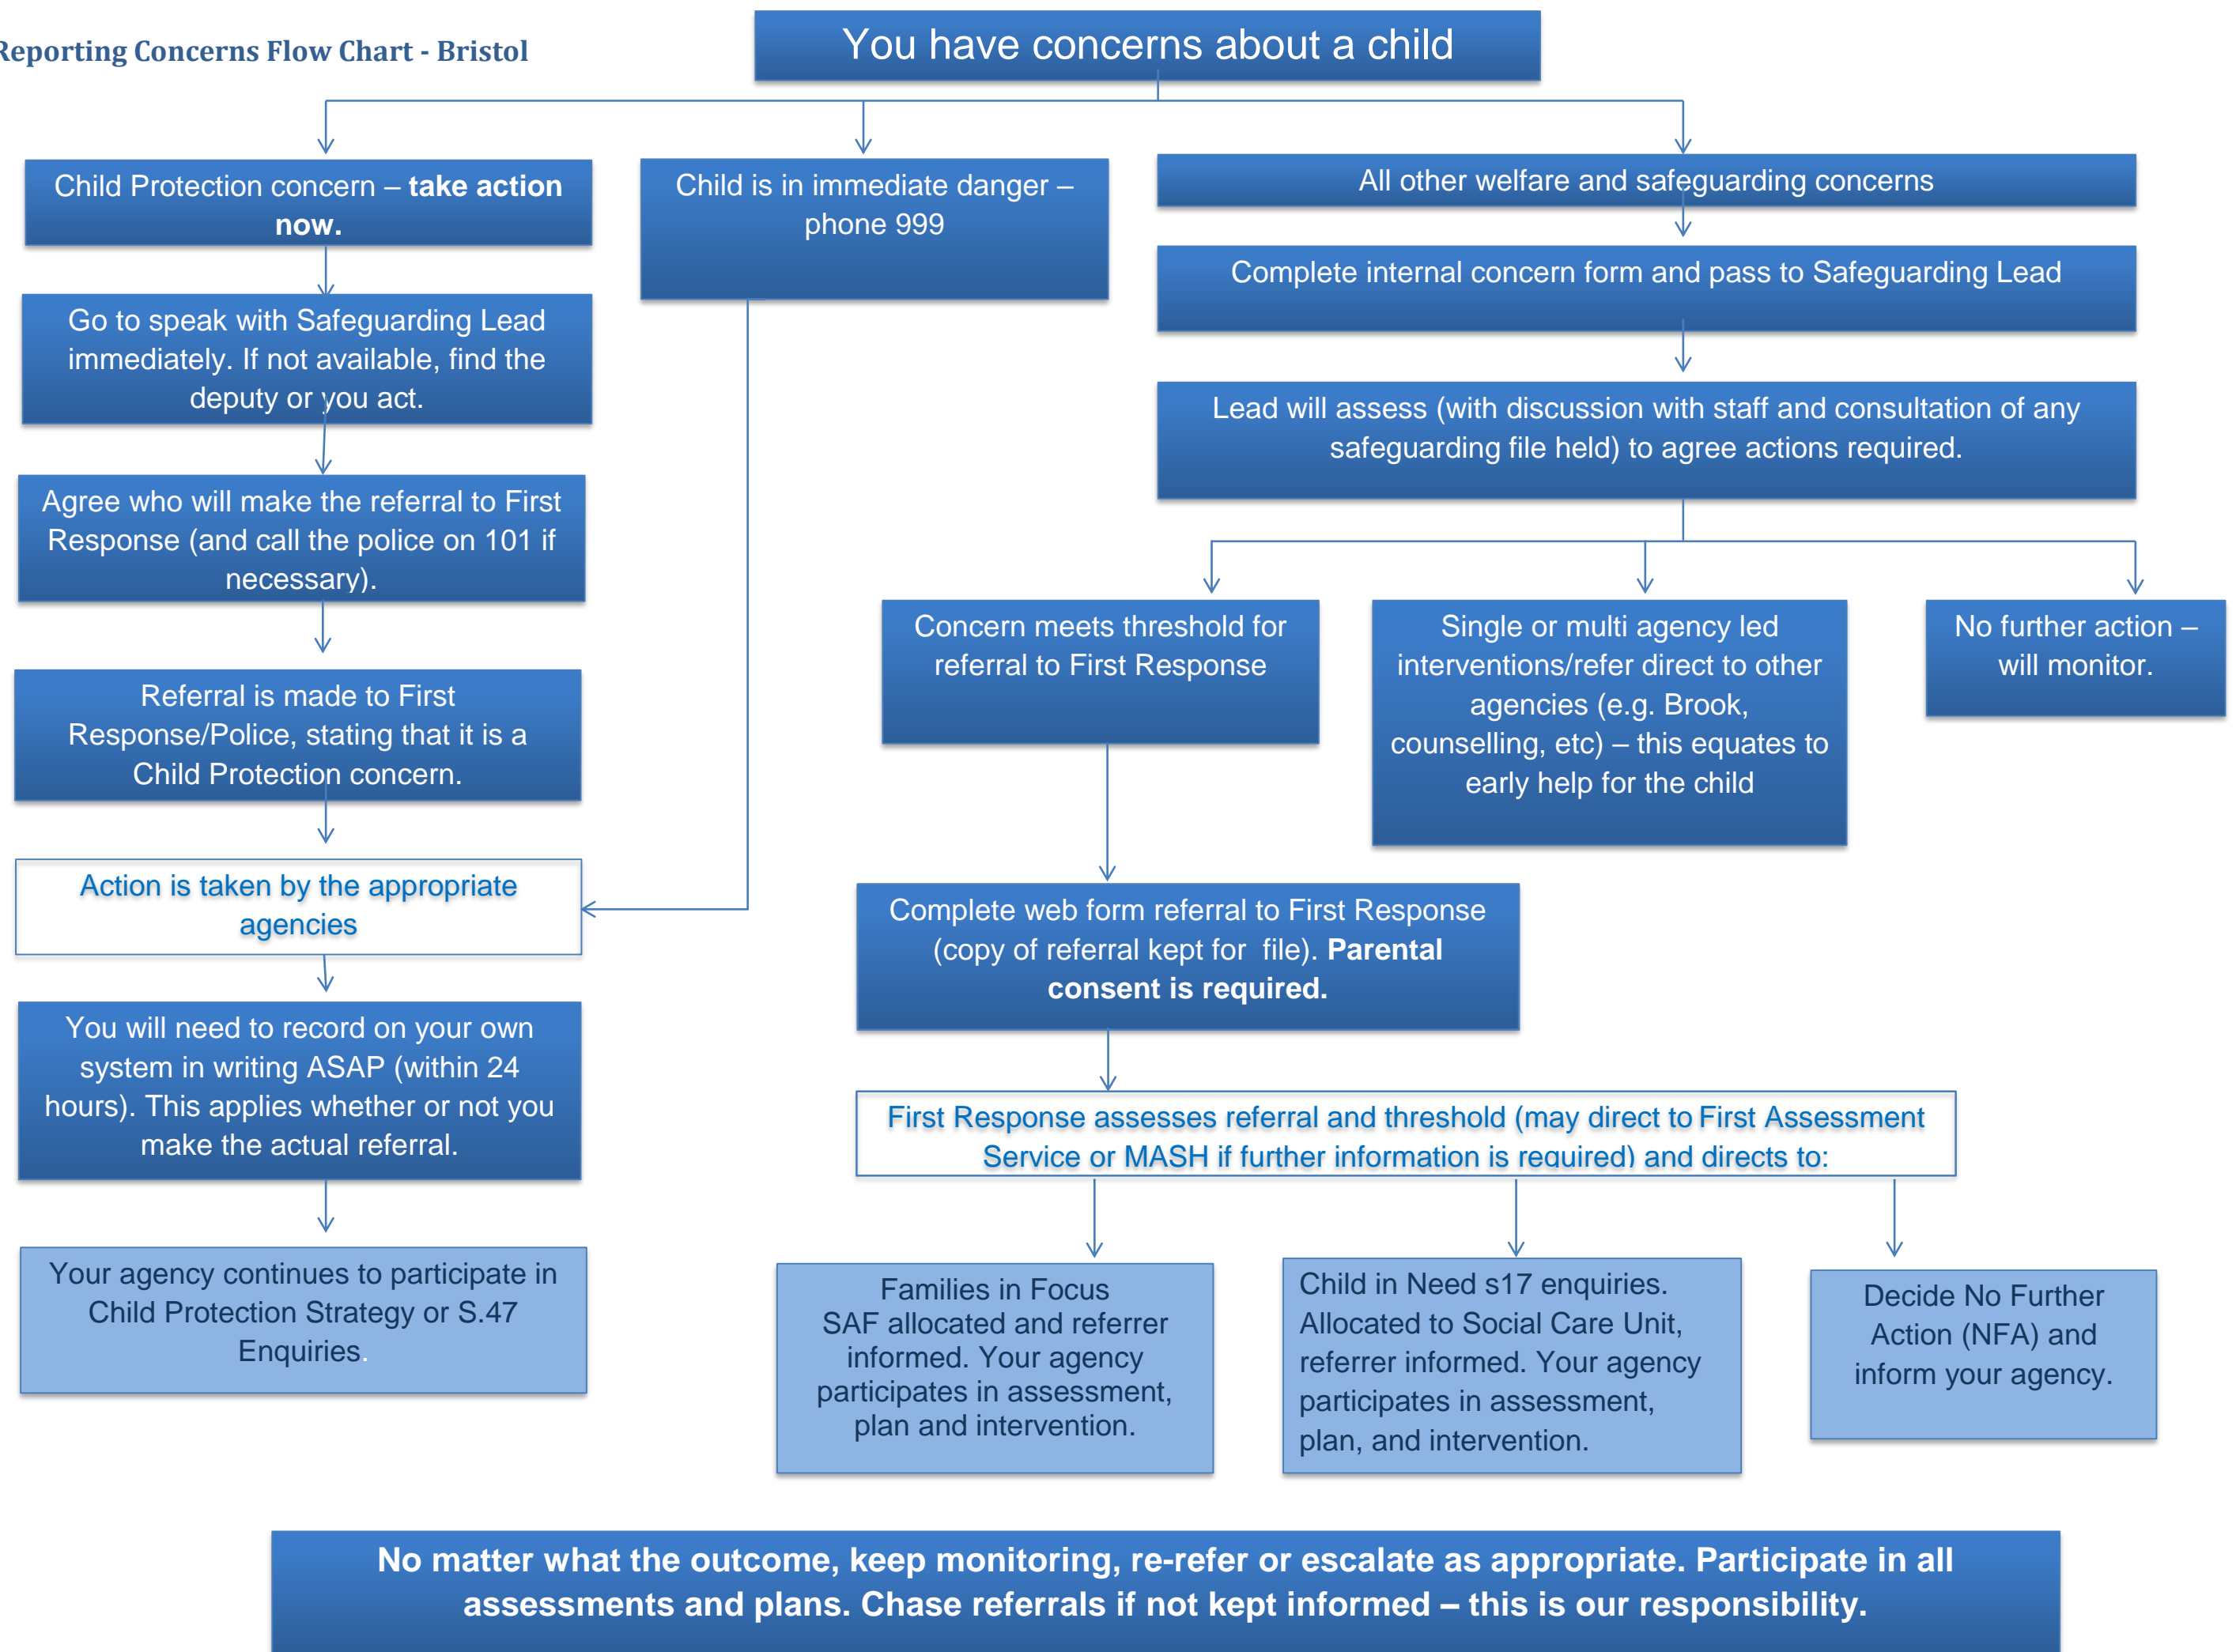 Reporting Concerns Flow Chart - Bristol
You have concerns about a child
Child Protection concern – take action
now.
Child is in immediate danger –
phone 999
All other welfare and safeguarding concerns
Go to speak with Safeguarding Lead
immediately. If not available, find the
deputy or you act.
Complete internal concern form and pass to Safeguarding Lead
Lead will assess (with discussion with staff and consultation of any
safeguarding file held) to agree actions required.
Agree who will make the referral to First
Response (and call the police on 101 if
necessary).
Concern meets threshold for
referral to First Response
Single or multi agency led
interventions/refer direct to other
agencies (e.g. Brook,
counselling, etc) – this equates to
early help for the child
No further action –
will monitor.
Referral is made to First
Response/Police, stating that it is a
Child Protection concern.
Action is taken by the appropriate
agencies
Complete web form referral to First Response
(copy of referral kept for file). Parental
consent is required.
You will need to record on your own
system in writing ASAP (within 24
hours). This applies whether or not you
make the actual referral.
First Response assesses referral and threshold (may direct to First Assessment
Service or MASH if further information is required) and directs to:
Your agency continues to participate in
Child Protection Strategy or S.47
Enquiries.
Families in Focus
SAF allocated and referrer
informed. Your agency
participates in assessment,
plan and intervention.
Child in Need s17 enquiries.
Allocated to Social Care Unit,
referrer informed. Your agency
participates in assessment,
plan, and intervention.
Decide No Further
Action (NFA) and
inform your agency.
No matter what the outcome, keep monitoring, re-refer or escalate as appropriate. Participate in all
assessments and plans. Chase referrals if not kept informed – this is our responsibility.